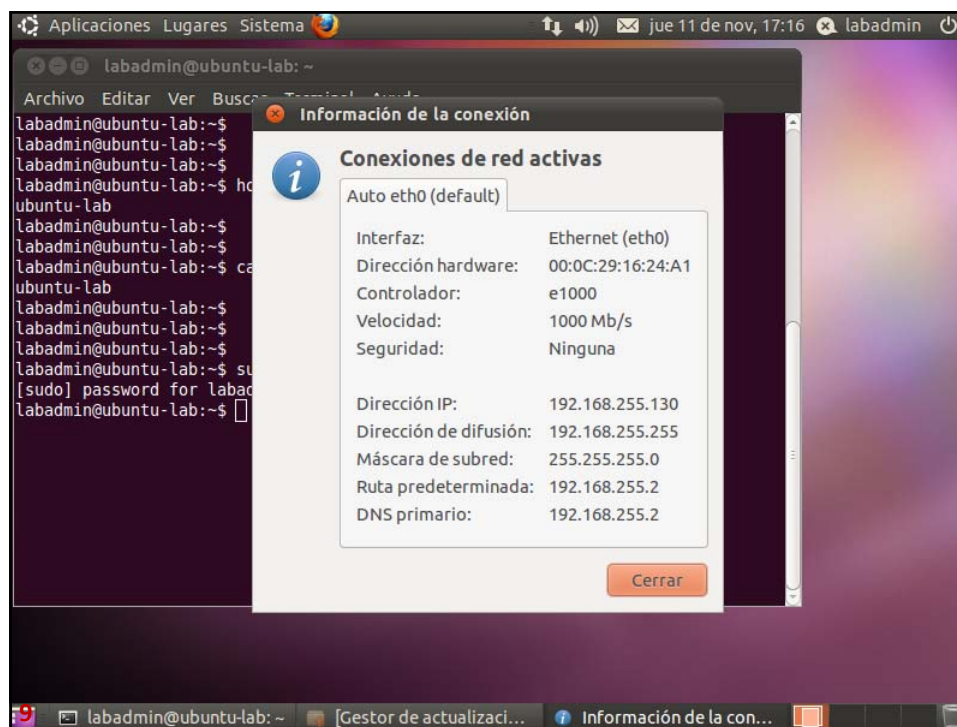 Aplicaciones Lugares Sistema jue 11 de nov, 17:16 labadmin
labadmin@ubuntu-lab: ~
Archivo Editar Ver
labadmin@ubuntu-lab:~$
labadmin@ubuntu-lab:~$
labadmin@ubuntu-lab:~$
labadmin@ubuntu-lab:~$
ubuntu-lab
labadmin@ubuntu-lab:~$
labadmin@ubuntu-lab:~$
labadmin@ubuntu-lab:~$
ubuntu-lab
labadmin@ubuntu-lab:~$
labadmin@ubuntu-lab:~$
labadmin@ubuntu-lab:~$
labadmin@ubuntu-lab:~$
[sudo] password for
labadmin@ubuntu-lab:~$
Información de la conexión
Conexiones de red activas
Auto eth0 (default)
Interfaz: Ethernet (eth0)
Dirección hardware: 00:0C:29:16:24:A1
Controlador: e1000
Velocidad: 1000 Mb/s
Seguridad: Ninguna
Dirección IP: 192.168.255.130
Dirección de difusión: 192.168.255.255
Máscara de subred: 255.255.255.0
Ruta predeterminada: 192.168.255.2
DNS primario: 192.168.255.2
Cerrar
9 labadmin@ubuntu-lab: ~ [Gestor de actualizaci... Información de la con...